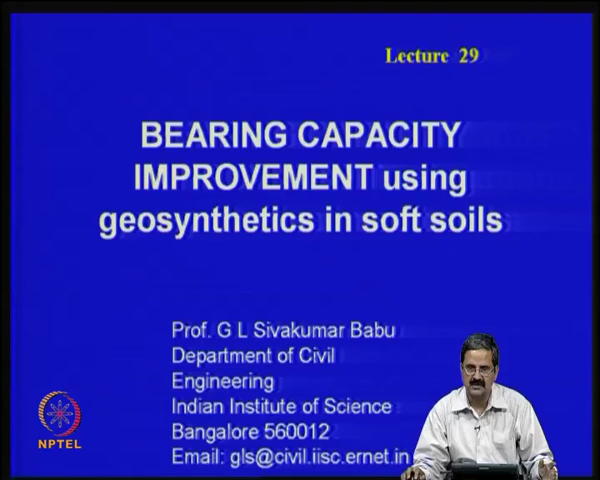 Lecture 29
BEARING CAPACITY
IMPROVEMENT using
geosynthetics in soft soils
Prof. G L Sivakumar Babu
Department of Civil
Engineering
Indian Institute of Science
Bangalore 560012
Email: gls@civil.iisc.ernet.in
NPTEL